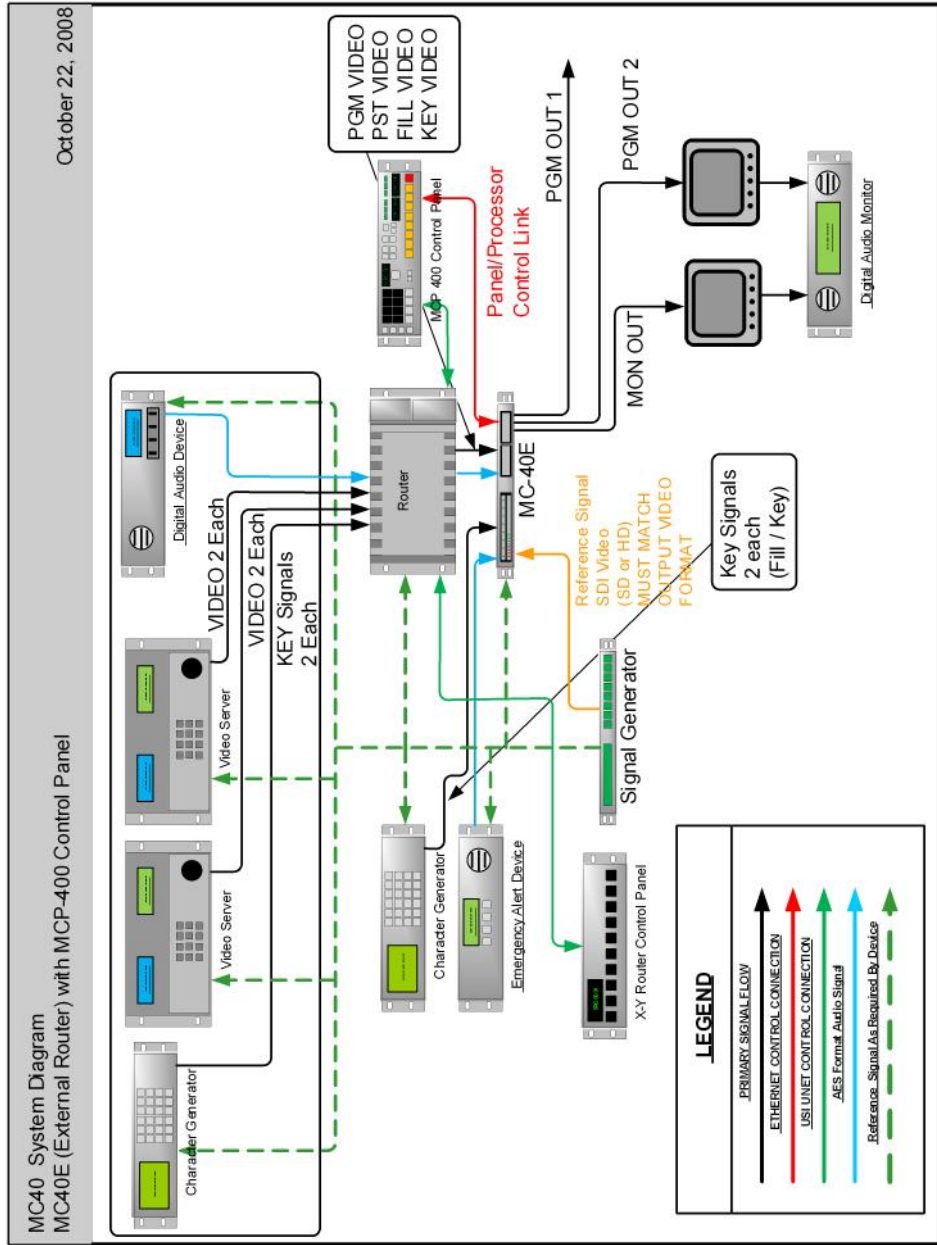 MC40 System Diagram
October 22, 2008
MC40E (External Router) with MCP-400 Control Panel
Character Generator
Video Server
Video Server
Digital Audio Device
VIDEO 2 Each
VIDEO 2 Each
KEY Signals
2 Each
Character Generator
Router
MCP 400 Control Panel
PGM VIDEO
PST VIDEO
FILL VIDEO
KEY VIDEO
Emergency Alert Device
MC-40E
Panel/Processor
Control Link
PGM OUT 1
X-Y Router Control Panel
Signal Generator
Reference Signal
SDI Video
(SD or HD)
MUST MATCH
OUTPUT VIDEO
FORMAT
MON OUT
PGM OUT 2
Key Signals
2 each
(Fill / Key)
Digital Audio Monitor
LEGEND
PRIMARY SIGNAL FLOW
ETHERNET CONTROL CONNECTION
USI UNET CONTROL CONNECTION
AES Format Audio Signal
Reference Signal As Required By Device